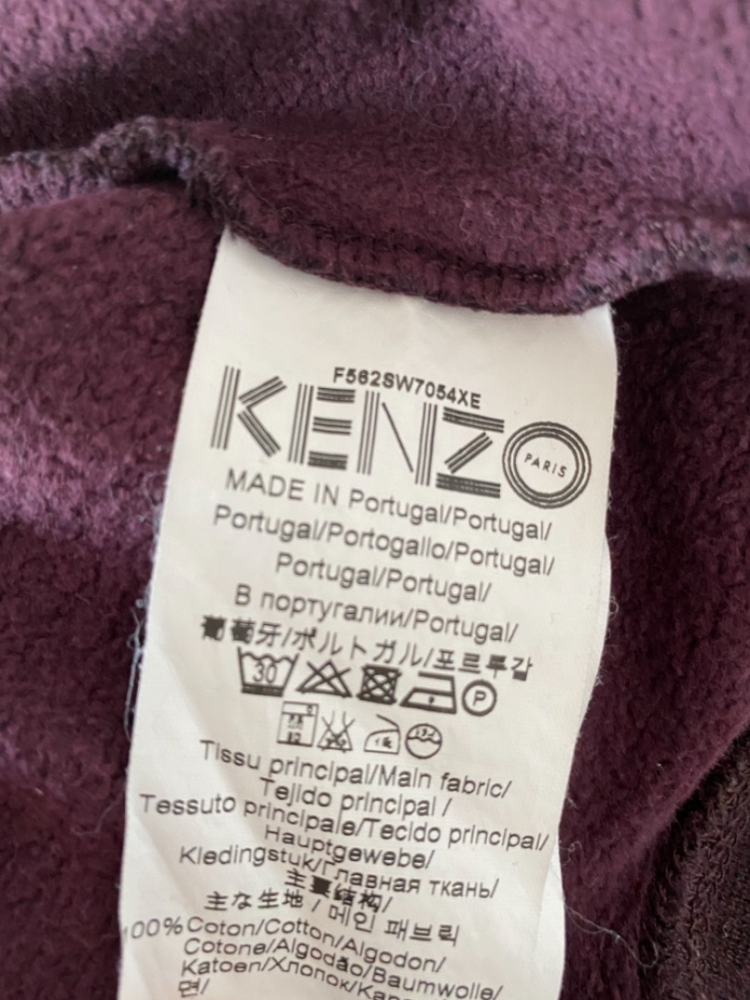 F562SW7054XE
KENZO PARIS
MADE IN Portugal/Portugal/
Portugal/Portogallo/Portugal/
Portugal/Portugal/
В португалии/Portugal/
葡萄牙/ポルトガル/포르투갈
30 P
Tissu principal/Main fabric/
Tejido principal /
Tessuto principale/Tecido principal/
Hauptgewebe/
Kledingstuk/Главная ткань/
主要结构/
主な生地 / 메인 패브릭
100%Coton/Cotton/Algodon/
Cotone/Algodão/Baumwolle/
Katoen/Хлопок/
면/